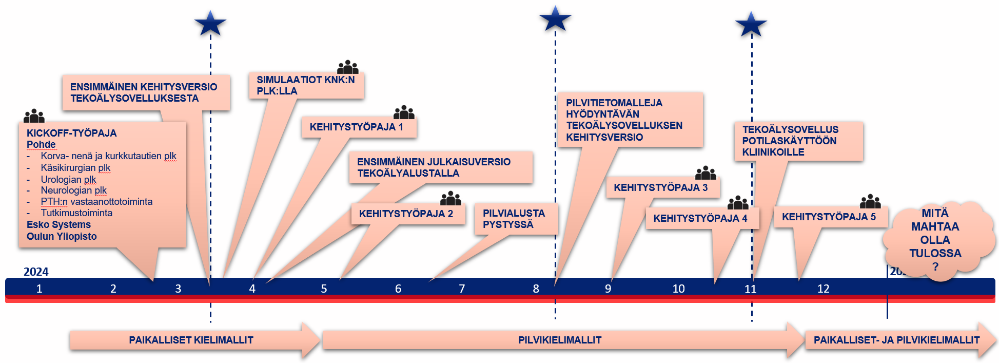 ENSIMMÄINEN KEHITYSVERSIO
TEKOÄLYSOVELLUKSESTA
KICKOFF-TYÖPAJA
Pohde
- Korva- nenä ja kurkkutautien plk
- Käsikirurgian plk
- Urologian plk
- Neurologian plk
- PTH:n vastaanottotoiminta
- Tutkimustoiminta
Esko Systems
Oulun Yliopisto
SIMULAATIOT KNK:N
PLK:LLA
KEHITYSTYÖPAJA 1
ENSIMMÄINEN JULKAISUVERSIO
TEKOÄLYALUSTALLA
KEHITYSTYÖPAJA 2
PILVIALUSTA
PYSTYSSÄ
PILVITIETOMALLEJA
HYÖDYNTÄVÄN
TEKOÄLYSOVELLUKSEN
KEHITYSVERSIO
KEHITYSTYÖPAJA 3
KEHITYSTYÖPAJA 4
TEKOÄLYSOVELLUS
POTILASKÄYTTÖÖN
KLIINIKOILLE
KEHITYSTYÖPAJA 5
MITÄ
MAHTAA
OLLA
TULOSSA
?
2024
1 2 3 4 5 6 7 8 9 10 11 12
PAIKALLISET KIELIMALLIT
PILVIKIELIMALLIT
PAIKALLISET- JA PILVIKIELIMALLIT